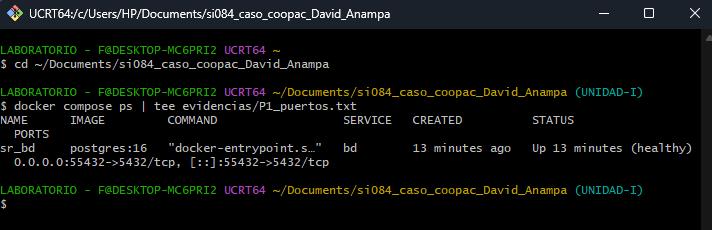 UCRT64:/c/Users/HP/Documents/si084_caso_coopac_David_Anampa
LABORATORIO - F@DESKTOP-MC6PRI2 UCRT64 ~
$ cd ~/Documents/si084_caso_coopac_David_Anampa
LABORATORIO - F@DESKTOP-MC6PRI2 UCRT64 ~/Documents/si084_caso_coopac_David_Anampa (UNIDAD-I)
$ docker compose ps | tee evidencias/P1_puertos.txt
NAME      IMAGE         COMMAND                  SERVICE   CREATED          STATUS
  PORTS
sr_bd     postgres:16   "docker-entrypoint.s…"   bd        13 minutes ago   Up 13 minutes (healthy)
  0.0.0.0:55432->5432/tcp, [::]:55432->5432/tcp
LABORATORIO - F@DESKTOP-MC6PRI2 UCRT64 ~/Documents/si084_caso_coopac_David_Anampa (UNIDAD-I)
$